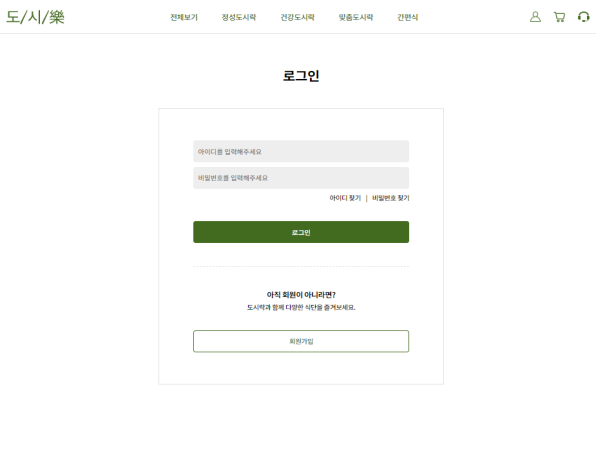 도/시/樂
전체보기 정성도시락 건강도시락 맞춤도시락 간편식
로그인
아이디를 입력해주세요
비밀번호를 입력해주세요
아이디 찾기 | 비밀번호 찾기
로그인
아직 회원이 아니라면?
도시락과 함께 다양한 식단을 즐겨보세요.
회원가입